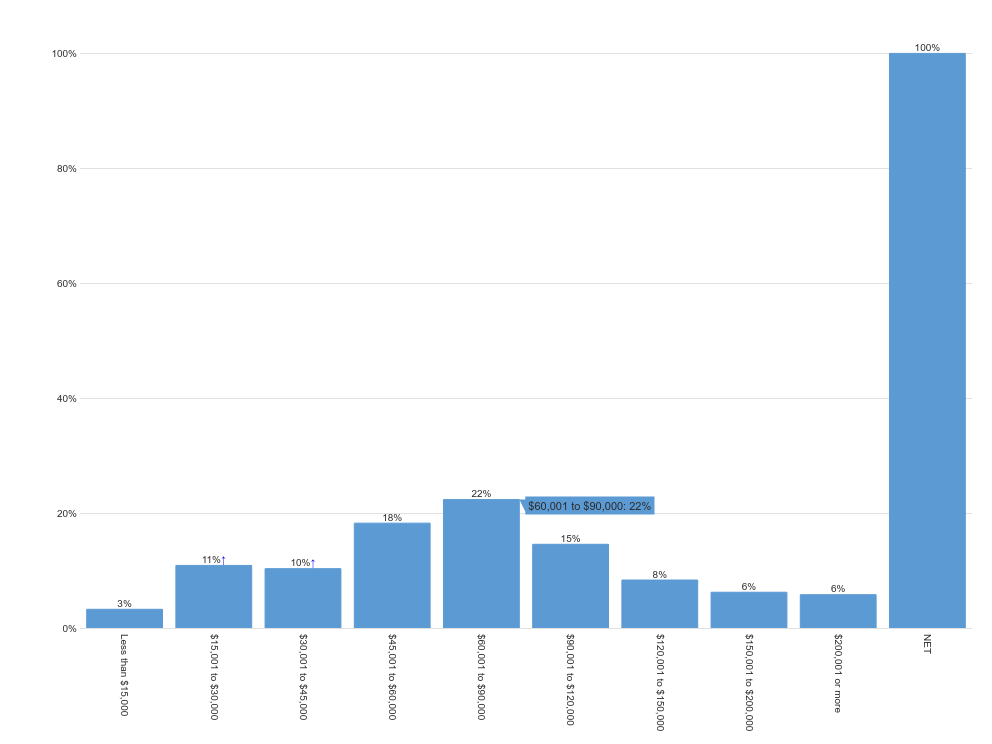 100%
80%
60%
40%
20%
0%
3%
11%↑
10%↑
18%
22%
15%
8%
6%
6%
100%
$60,001 to $90,000: 22%
Less than $15,000
$15,001 to $30,000
$30,001 to $45,000
$45,001 to $60,000
$60,001 to $90,000
$90,001 to $120,000
$120,001 to $150,000
$150,001 to $200,000
$200,001 or more
NET